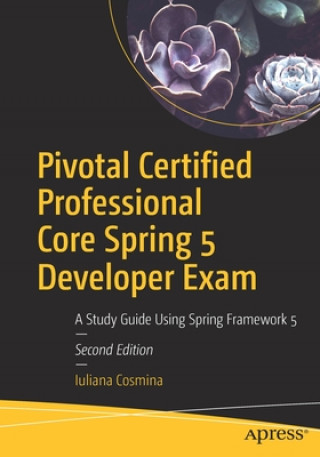 Pivotal Certified
Professional
Core Spring 5
Developer Exam
A Study Guide Using Spring Framework 5
—
Second Edition
—
Iuliana Cosmina
Apress®